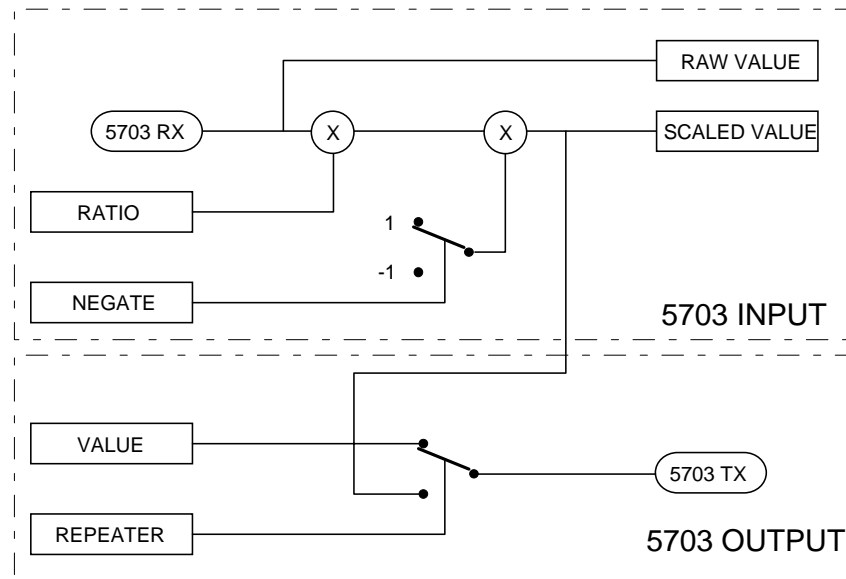 RAW VALUE
5703 RX
X
X
SCALED VALUE
RATIO
1
-1
NEGATE
5703 INPUT
VALUE
5703 TX
REPEATER
5703 OUTPUT